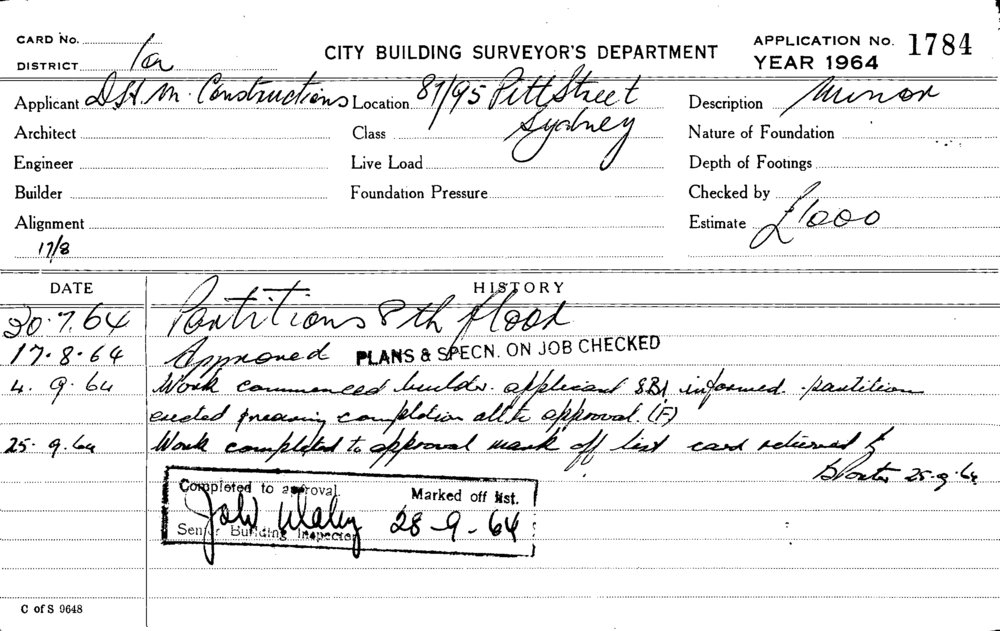 CARD No.
DISTRICT
CITY BUILDING SURVEYOR'S DEPARTMENT
APPLICATION No. 1784
YEAR 1964
Applicant D.H.M. Constructions Location 87/95 Pitt Street Description Minor
Architect Class Sydney Nature of Foundation
Engineer Live Load Depth of Footings
Builder Foundation Pressure Checked by
Alignment Estimate £1000
17/8
DATE HISTORY
20.7.64 Partitions 8th floor
17.8.64 Approved PLANS & SPECN. ON JOB CHECKED
4.9.64 Work commenced builder applicant SBI informed partition
erected & nearing completion all to approval. (F)
25.9.64 Work completed to approval mark off list card returned
25.9.64
Completed to approval. Marked off list.
28-9-64
Senior Building Inspector
C of S 9648